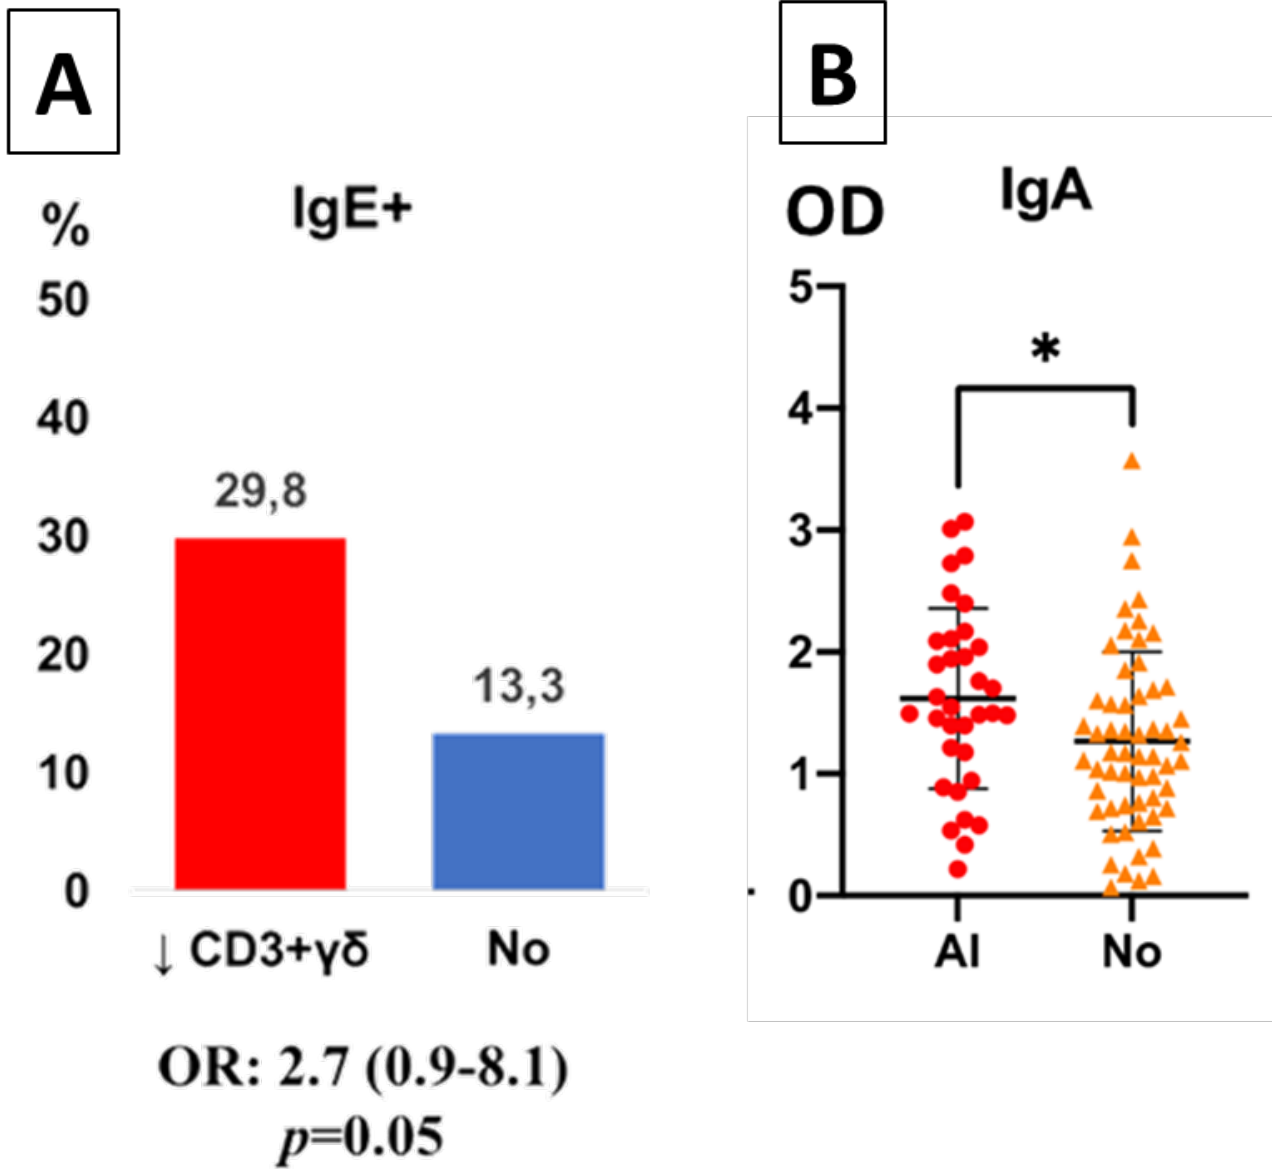 A
IgE+
%
50
40
30
20
10
0
29,8
13,3
↓ CD3+γδ
No
OR: 2.7 (0.9-8.1)
p=0.05
B
OD
IgA
5
4
3
2
1
0
*
AI
No